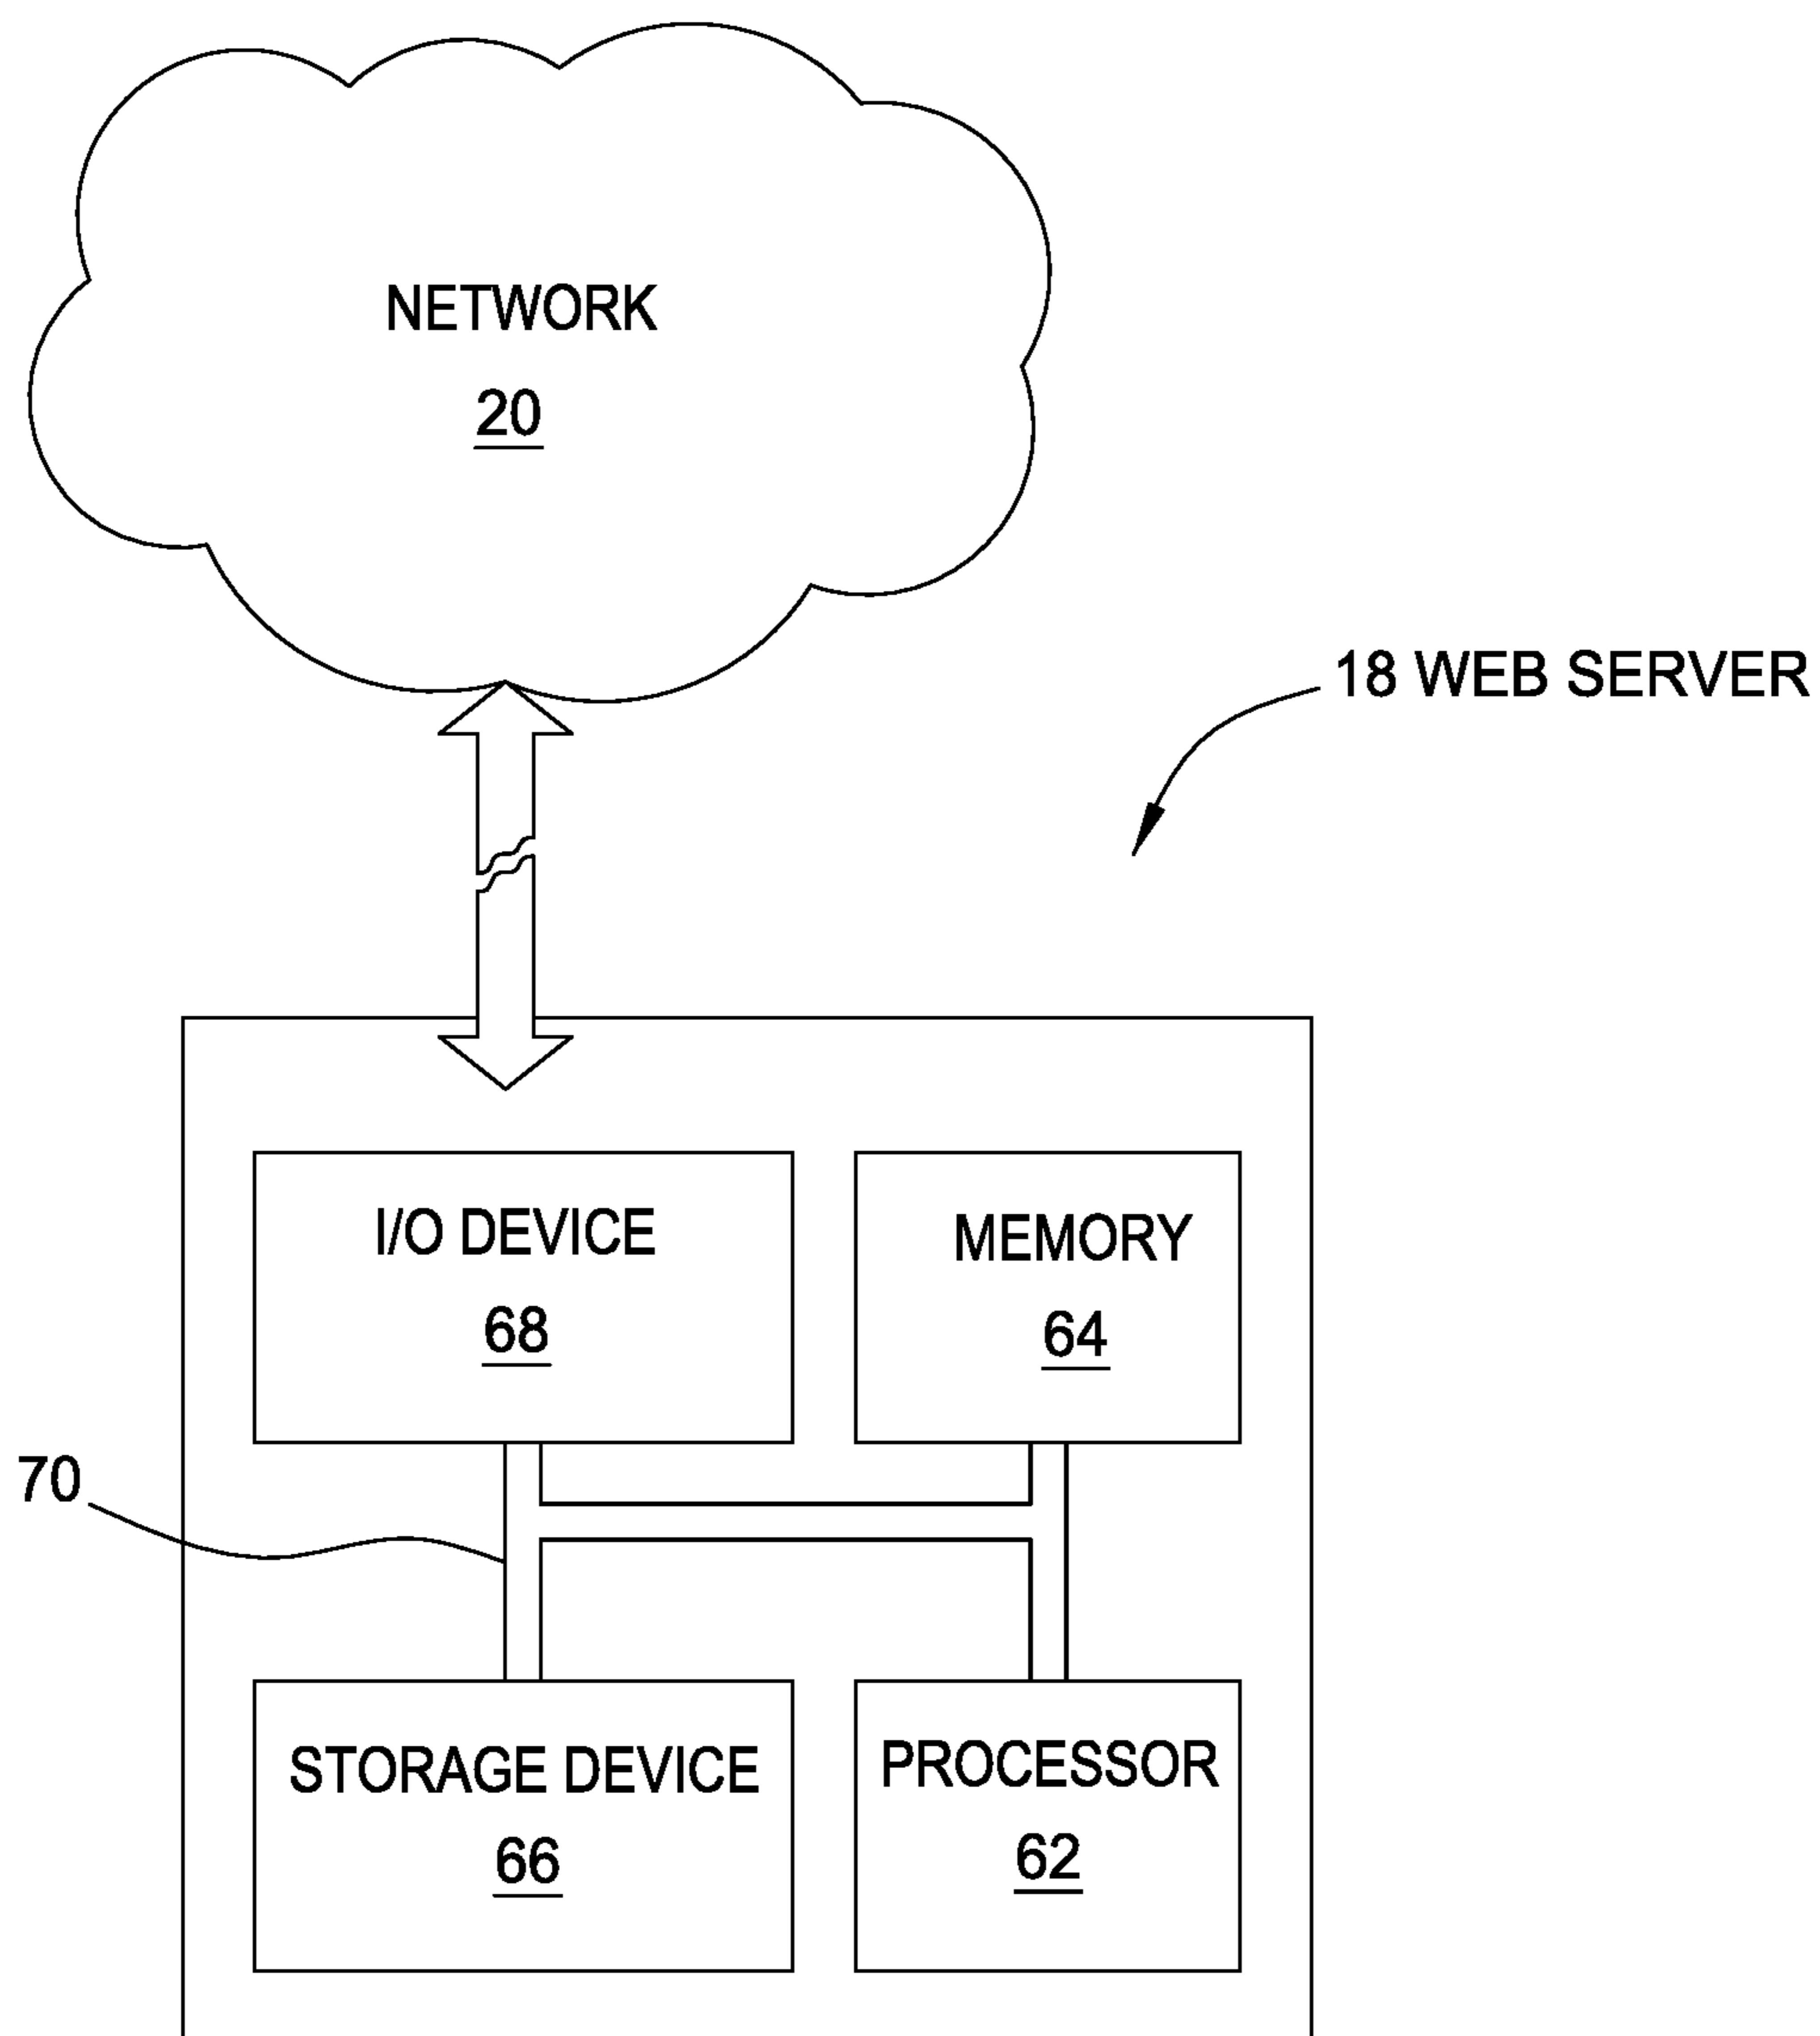 NETWORK
20
18 WEB SERVER
I/O DEVICE
68
MEMORY
64
70
STORAGE DEVICE
66
PROCESSOR
62